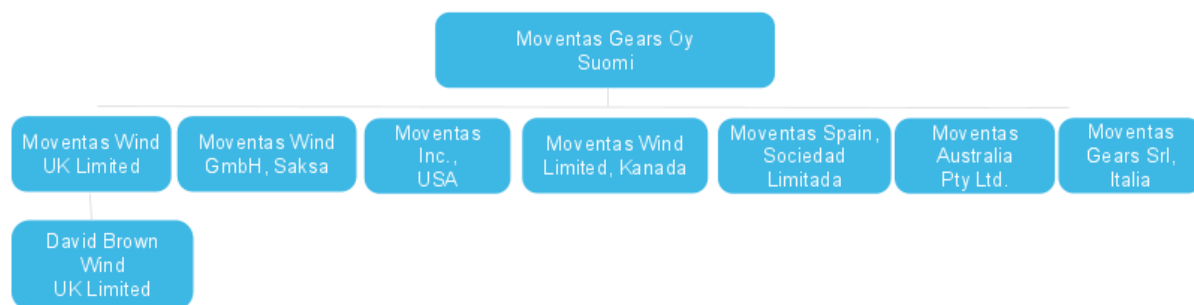 Moventas Gears Oy
Suomi
Moventas Wind
UK Limited
Moventas Wind
GmbH, Saksa
Moventas
Inc.,
USA
Moventas Wind
Limited, Kanada
Moventas Spain,
Sociedad
Limitada
Moventas
Australia
Pty Ltd.
Moventas
Gears Srl,
Italia
David Brown
Wind
UK Limited